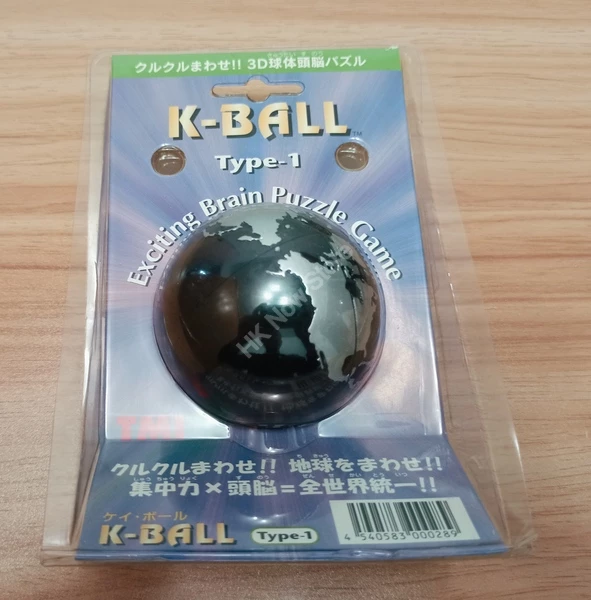 クルクルまわせ!! 3D球体頭脳パズル
K-BALL™
Type-1
Exciting Brain Puzzle Game
HK Now Store
クルクルまわせ!! 地球をまわせ!!
集中力×頭脳=全世界統一!!
ケイ・ボール
K-BALL Type-1
4 540583 000289